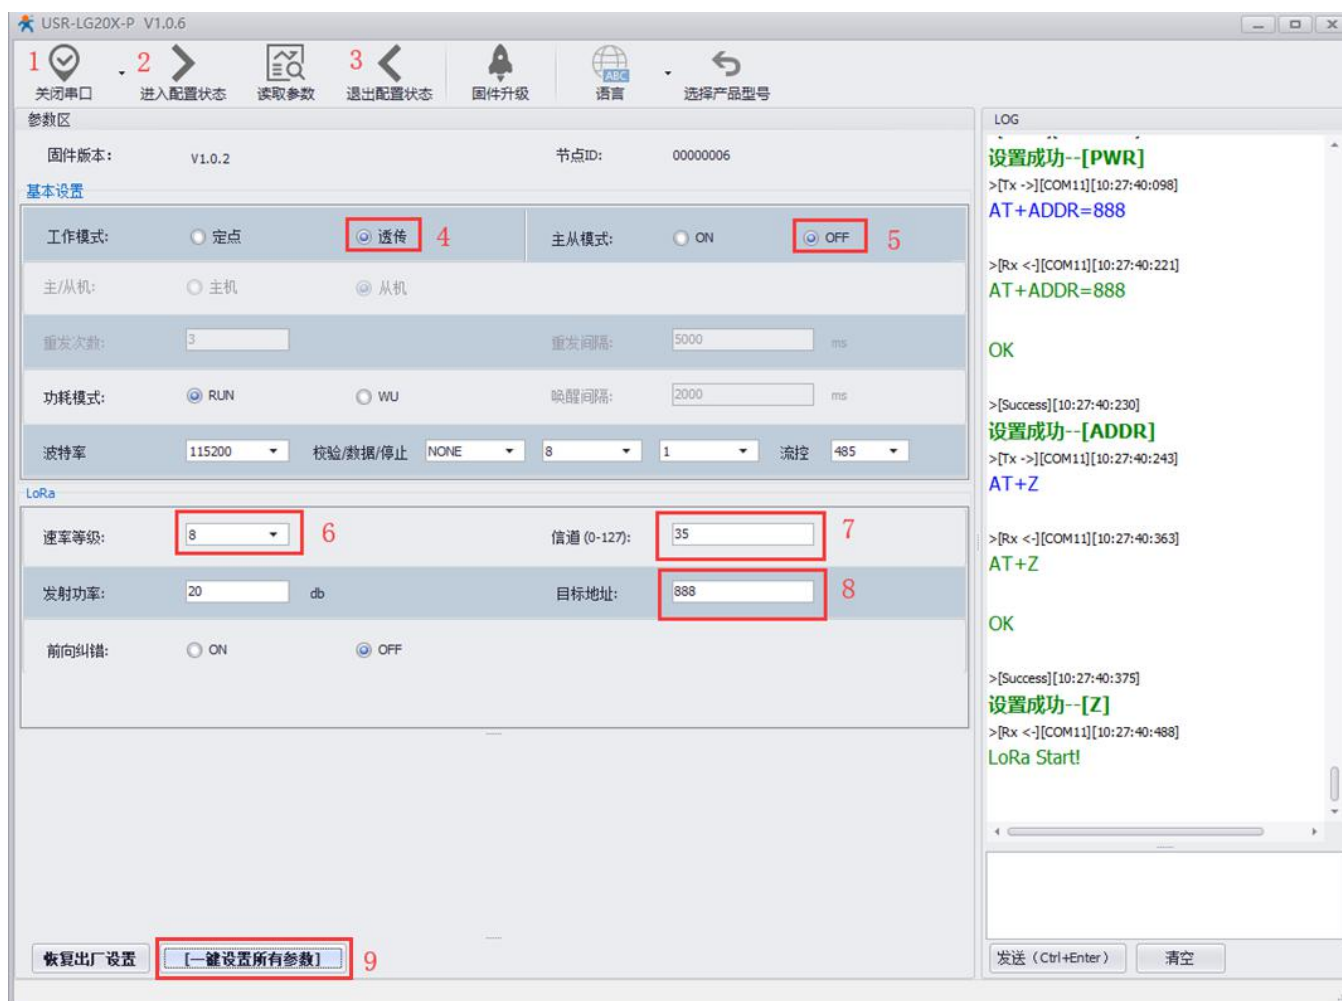 USR-LG20X-P V1.0.6
1 2 3
ABC
关闭串口 进入配置状态 读取参数 退出配置状态 固件升级 语言 选择产品型号
参数区
固件版本: V1.0.2 节点ID: 00000006
基本设置
工作模式: 定点 透传 4 主从模式: ON OFF 5
主/从机: 主机 从机
重发次数: 3 重发间隔: 5000 ms
功耗模式: RUN WU 唤醒间隔: 2000 ms
波特率 115200 校验/数据/停止 NONE 8 1 流控 485
LoRa
速率等级: 8 6 信道(0-127): 35 7
发射功率: 20 db 目标地址: 888 8
前向纠错: ON OFF
恢复出厂设置 [一键设置所有参数] 9
LOG
设置成功--[PWR]
>[Tx ->][COM11][10:27:40:098]
AT+ADDR=888
>[Rx <-][COM11][10:27:40:221]
AT+ADDR=888
OK
>[Success][10:27:40:230]
设置成功--[ADDR]
>[Tx ->][COM11][10:27:40:243]
AT+Z
>[Rx <-][COM11][10:27:40:363]
AT+Z
OK
>[Success][10:27:40:375]
设置成功--[Z]
>[Rx <-][COM11][10:27:40:488]
LoRa Start!
发送(Ctrl+Enter) 清空